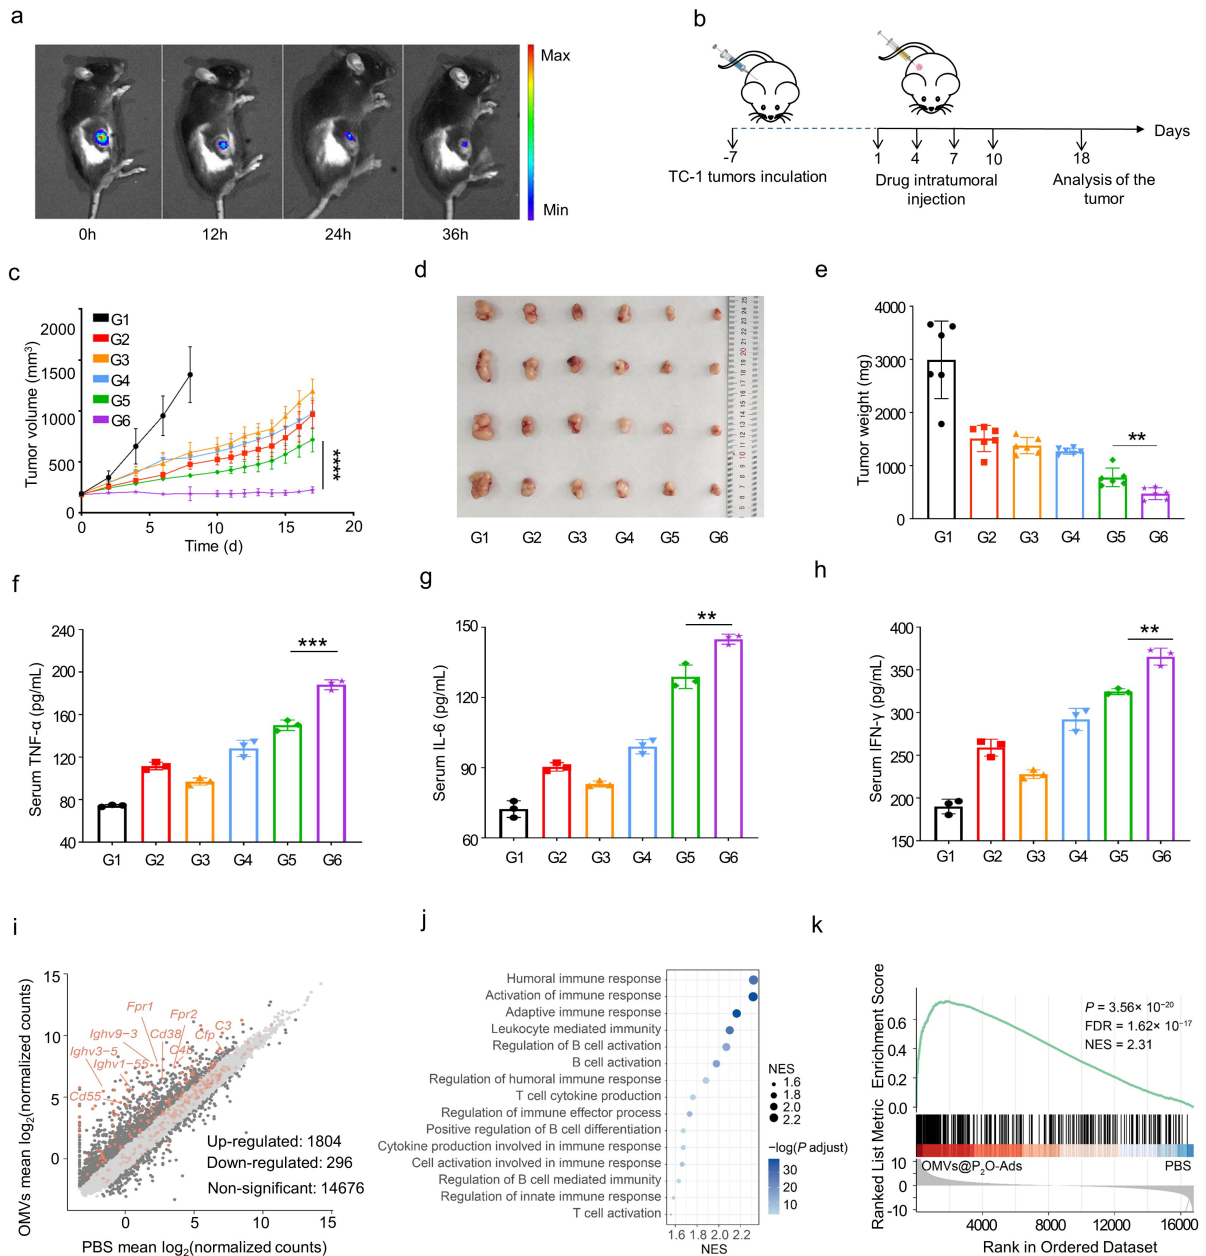 a
Max
Min
0h
12h
24h
36h
b
Days
-7
1
4
7
10
18
TC-1 tumors inculation
Drug intratumoral
injection
Analysis of the
tumor
c
Tumor volume (mm³)
2000
1500
1000
500
0
G1
G2
G3
G4
G5
G6
****
0
5
10
15
20
Time (d)
d
G1
G2
G3
G4
G5
G6
e
Tumor weight (mg)
4000
3000
2000
1000
0
**
G1
G2
G3
G4
G5
G6
f
Serum TNF-α (pg/mL)
240
200
160
120
80
40
***
G1
G2
G3
G4
G5
G6
g
Serum IL-6 (pg/mL)
150
120
90
60
**
G1
G2
G3
G4
G5
G6
h
Serum IFN-γ (pg/mL)
400
350
300
250
200
150
**
G1
G2
G3
G4
G5
G6
i
OMVs mean log₂(normalized counts)
15
10
5
0
Fpr1
Fpr2
Ighv9−3
Cd38
Cfp
C3
Ighv3−5
C4b
Ighv1−55
Cd55
Up-regulated: 1804
Down-regulated: 296
Non-significant: 14676
0
5
10
15
PBS mean log₂(normalized counts)
j
Humoral immune response
Activation of immune response
Adaptive immune response
Leukocyte mediated immunity
Regulation of B cell activation
B cell activation
Regulation of humoral immune response
T cell cytokine production
Regulation of immune effector process
Positive regulation of B cell differentiation
Cytokine production involved in immune response
Cell activation involved in immune response
Regulation of B cell mediated immunity
Regulation of innate immune response
T cell activation
1.6
1.8
2.0
2.2
NES
NES
1.6
1.8
2.0
2.2
−log(P adjust)
30
20
10
k
Enrichment Score
0.6
0.4
0.2
0.0
P = 3.56× 10⁻²⁰
FDR = 1.62× 10⁻¹⁷
NES = 2.31
Ranked List Metric
10
0
-10
OMVs@P₂O-Ads
PBS
4000
8000
12000
16000
Rank in Ordered Dataset